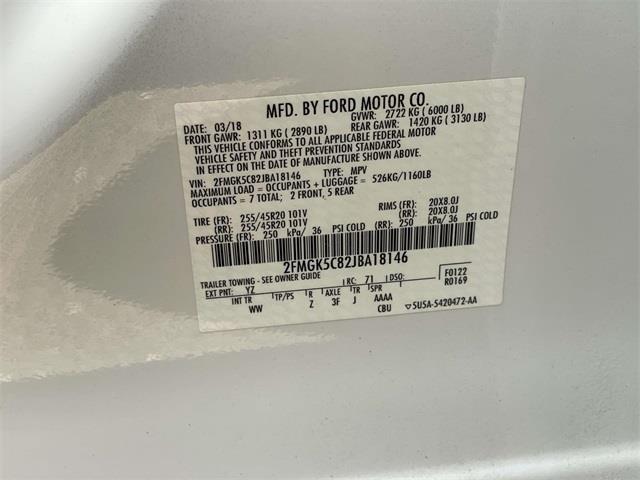 MFD. BY FORD MOTOR CO.
DATE: 03/18 GVWR: 2722 KG ( 6000 LB)
FRONT GAWR: 1311 KG ( 2890 LB) REAR GAWR: 1420 KG ( 3130 LB)
THIS VEHICLE CONFORMS TO ALL APPLICABLE FEDERAL MOTOR
VEHICLE SAFETY AND THEFT PREVENTION STANDARDS
IN EFFECT ON THE DATE OF MANUFACTURE SHOWN ABOVE.
VIN: 2FMGK5C82JBA18146 TYPE: MPV
MAXIMUM LOAD = OCCUPANTS + LUGGAGE = 526KG/1160LB
OCCUPANTS = 7 TOTAL; 2 FRONT, 5 REAR
TIRE (FR): 255/45R20 101V RIMS (FR): 20X8.0J
(RR): 255/45R20 101V (RR): 20X8.0J
PRESSURE (FR): 250 kPa/ 36 PSI COLD (RR): 250 kPa/ 36 PSI COLD
2FMGK5C82JBA18146
TRAILER TOWING - SEE OWNER GUIDE
EXT PNT: YZ RC: 71 DSO: F0122
R0169
INT TR TP/PS R AXLE TR SPR
WW Z 3F J AAAA
CBU ▽5U5A-5420472-AA